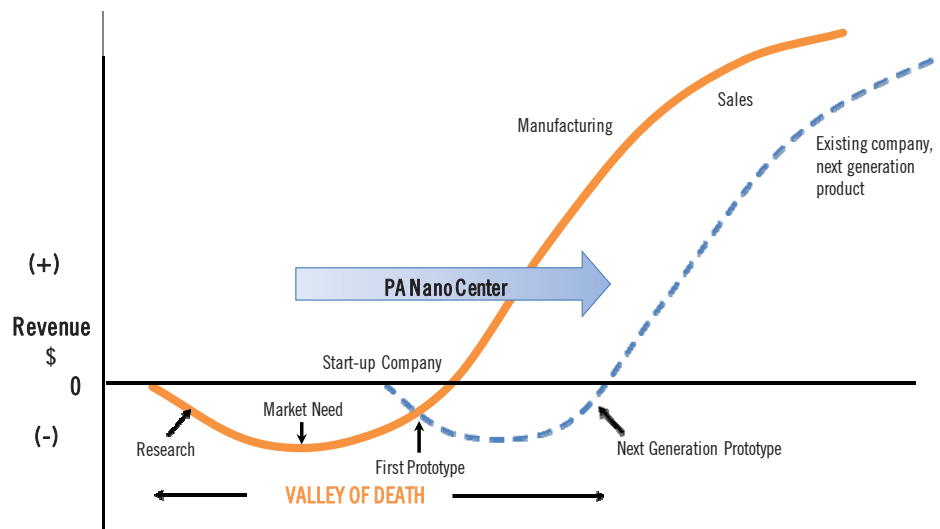 Sales
Manufacturing
Existing company,
next generation
product
(+)
PA Nano Center
Revenue
$
Start-up Company
0
Market Need
(-)
Research
First Prototype
Next Generation Prototype
VALLEY OF DEATH